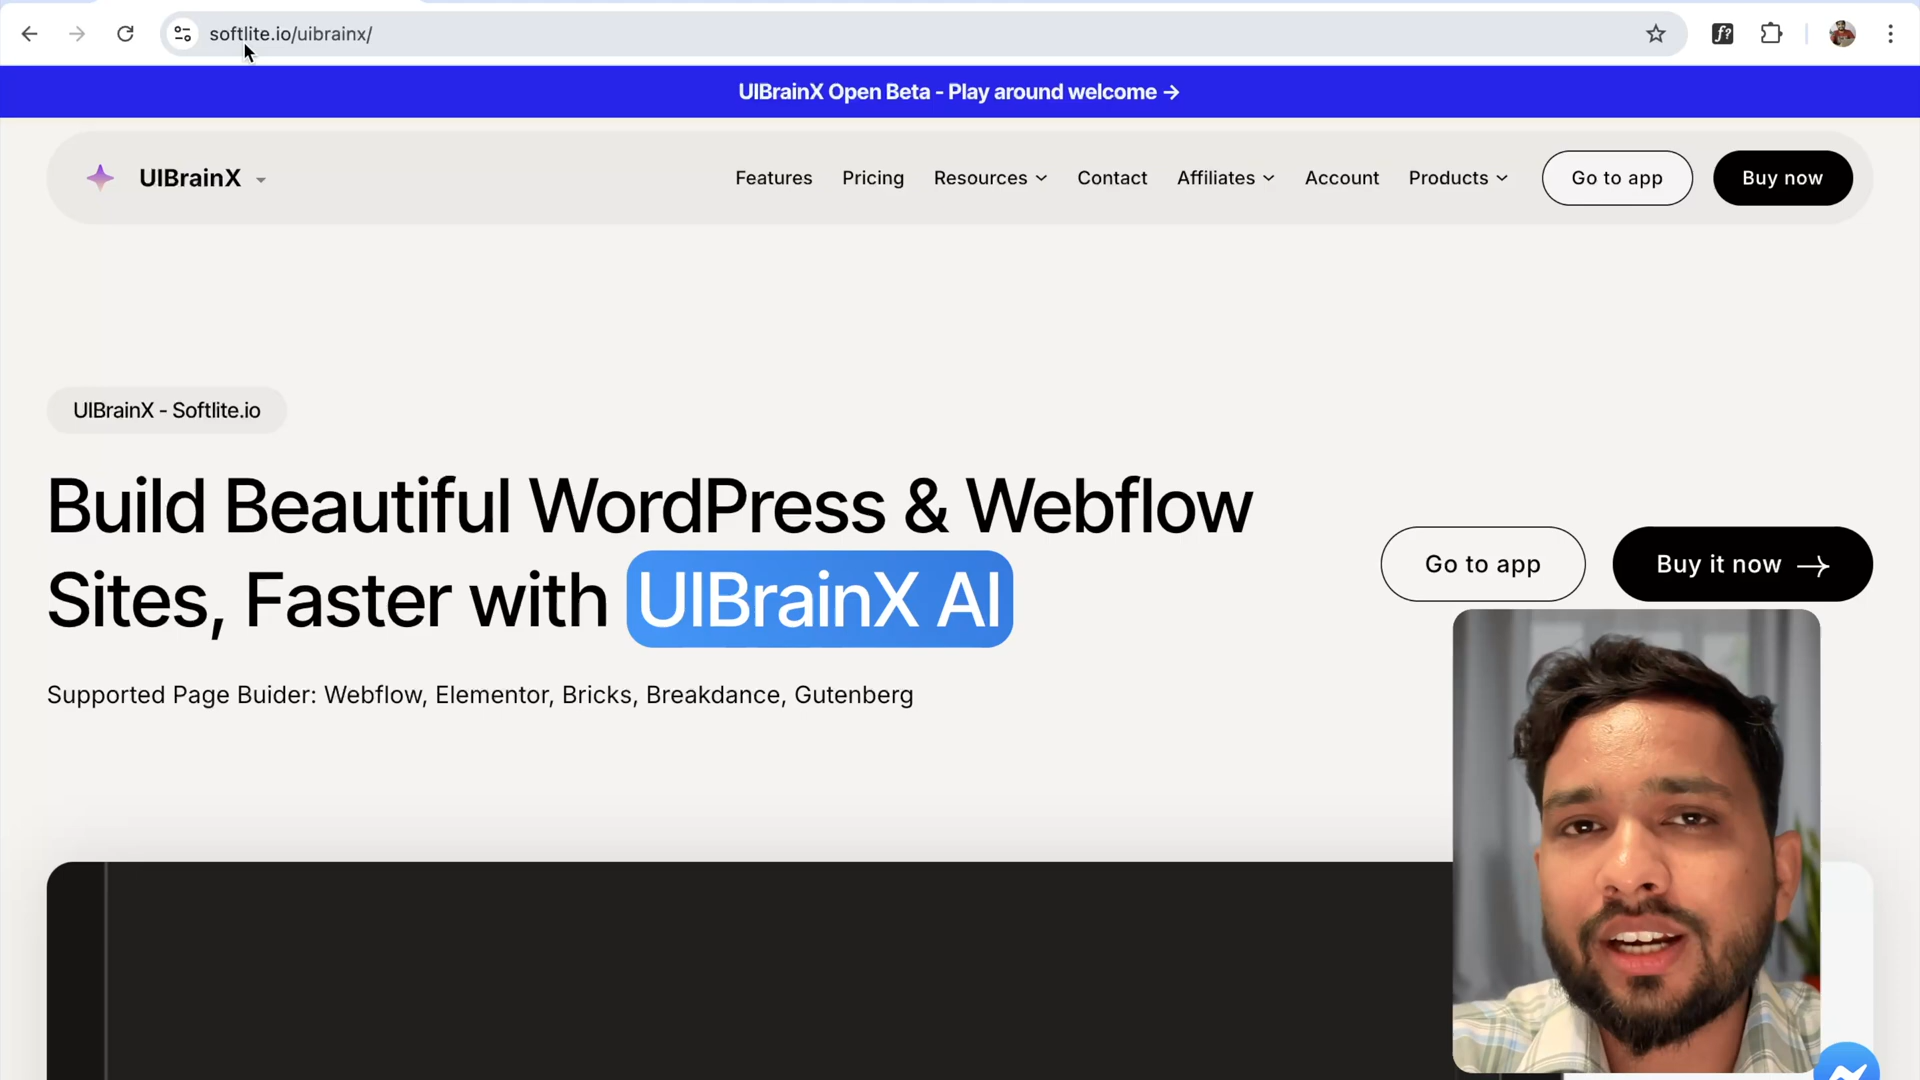 softlite.io/uibrainx/
UIBrainX Open Beta - Play around welcome →
UIBrainX
Features
Pricing
Resources
Contact
Affiliates
Account
Products
Go to app
Buy now
UIBrainX - Softlite.io
Build Beautiful WordPress & Webflow
Sites, Faster with UIBrainX AI
Go to app
Buy it now →
Supported Page Buider: Webflow, Elementor, Bricks, Breakdance, Gutenberg